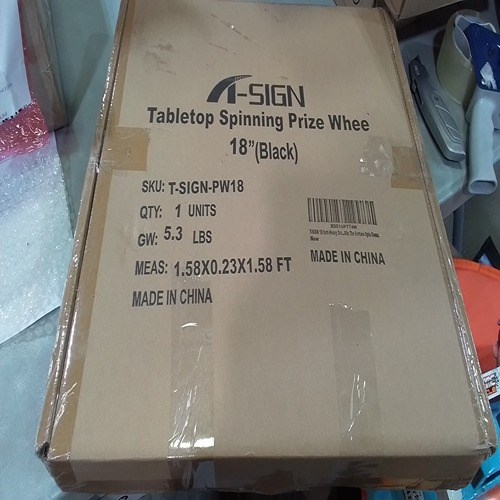 T-SIGN
Tabletop Spinning Prize Whee
18"(Black)
SKU: T-SIGN-PW18
QTY: 1 UNITS
GW: 5.3 LBS
MEAS: 1.58X0.23X1.58 FT
MADE IN CHINA
New
MADE IN CHINA